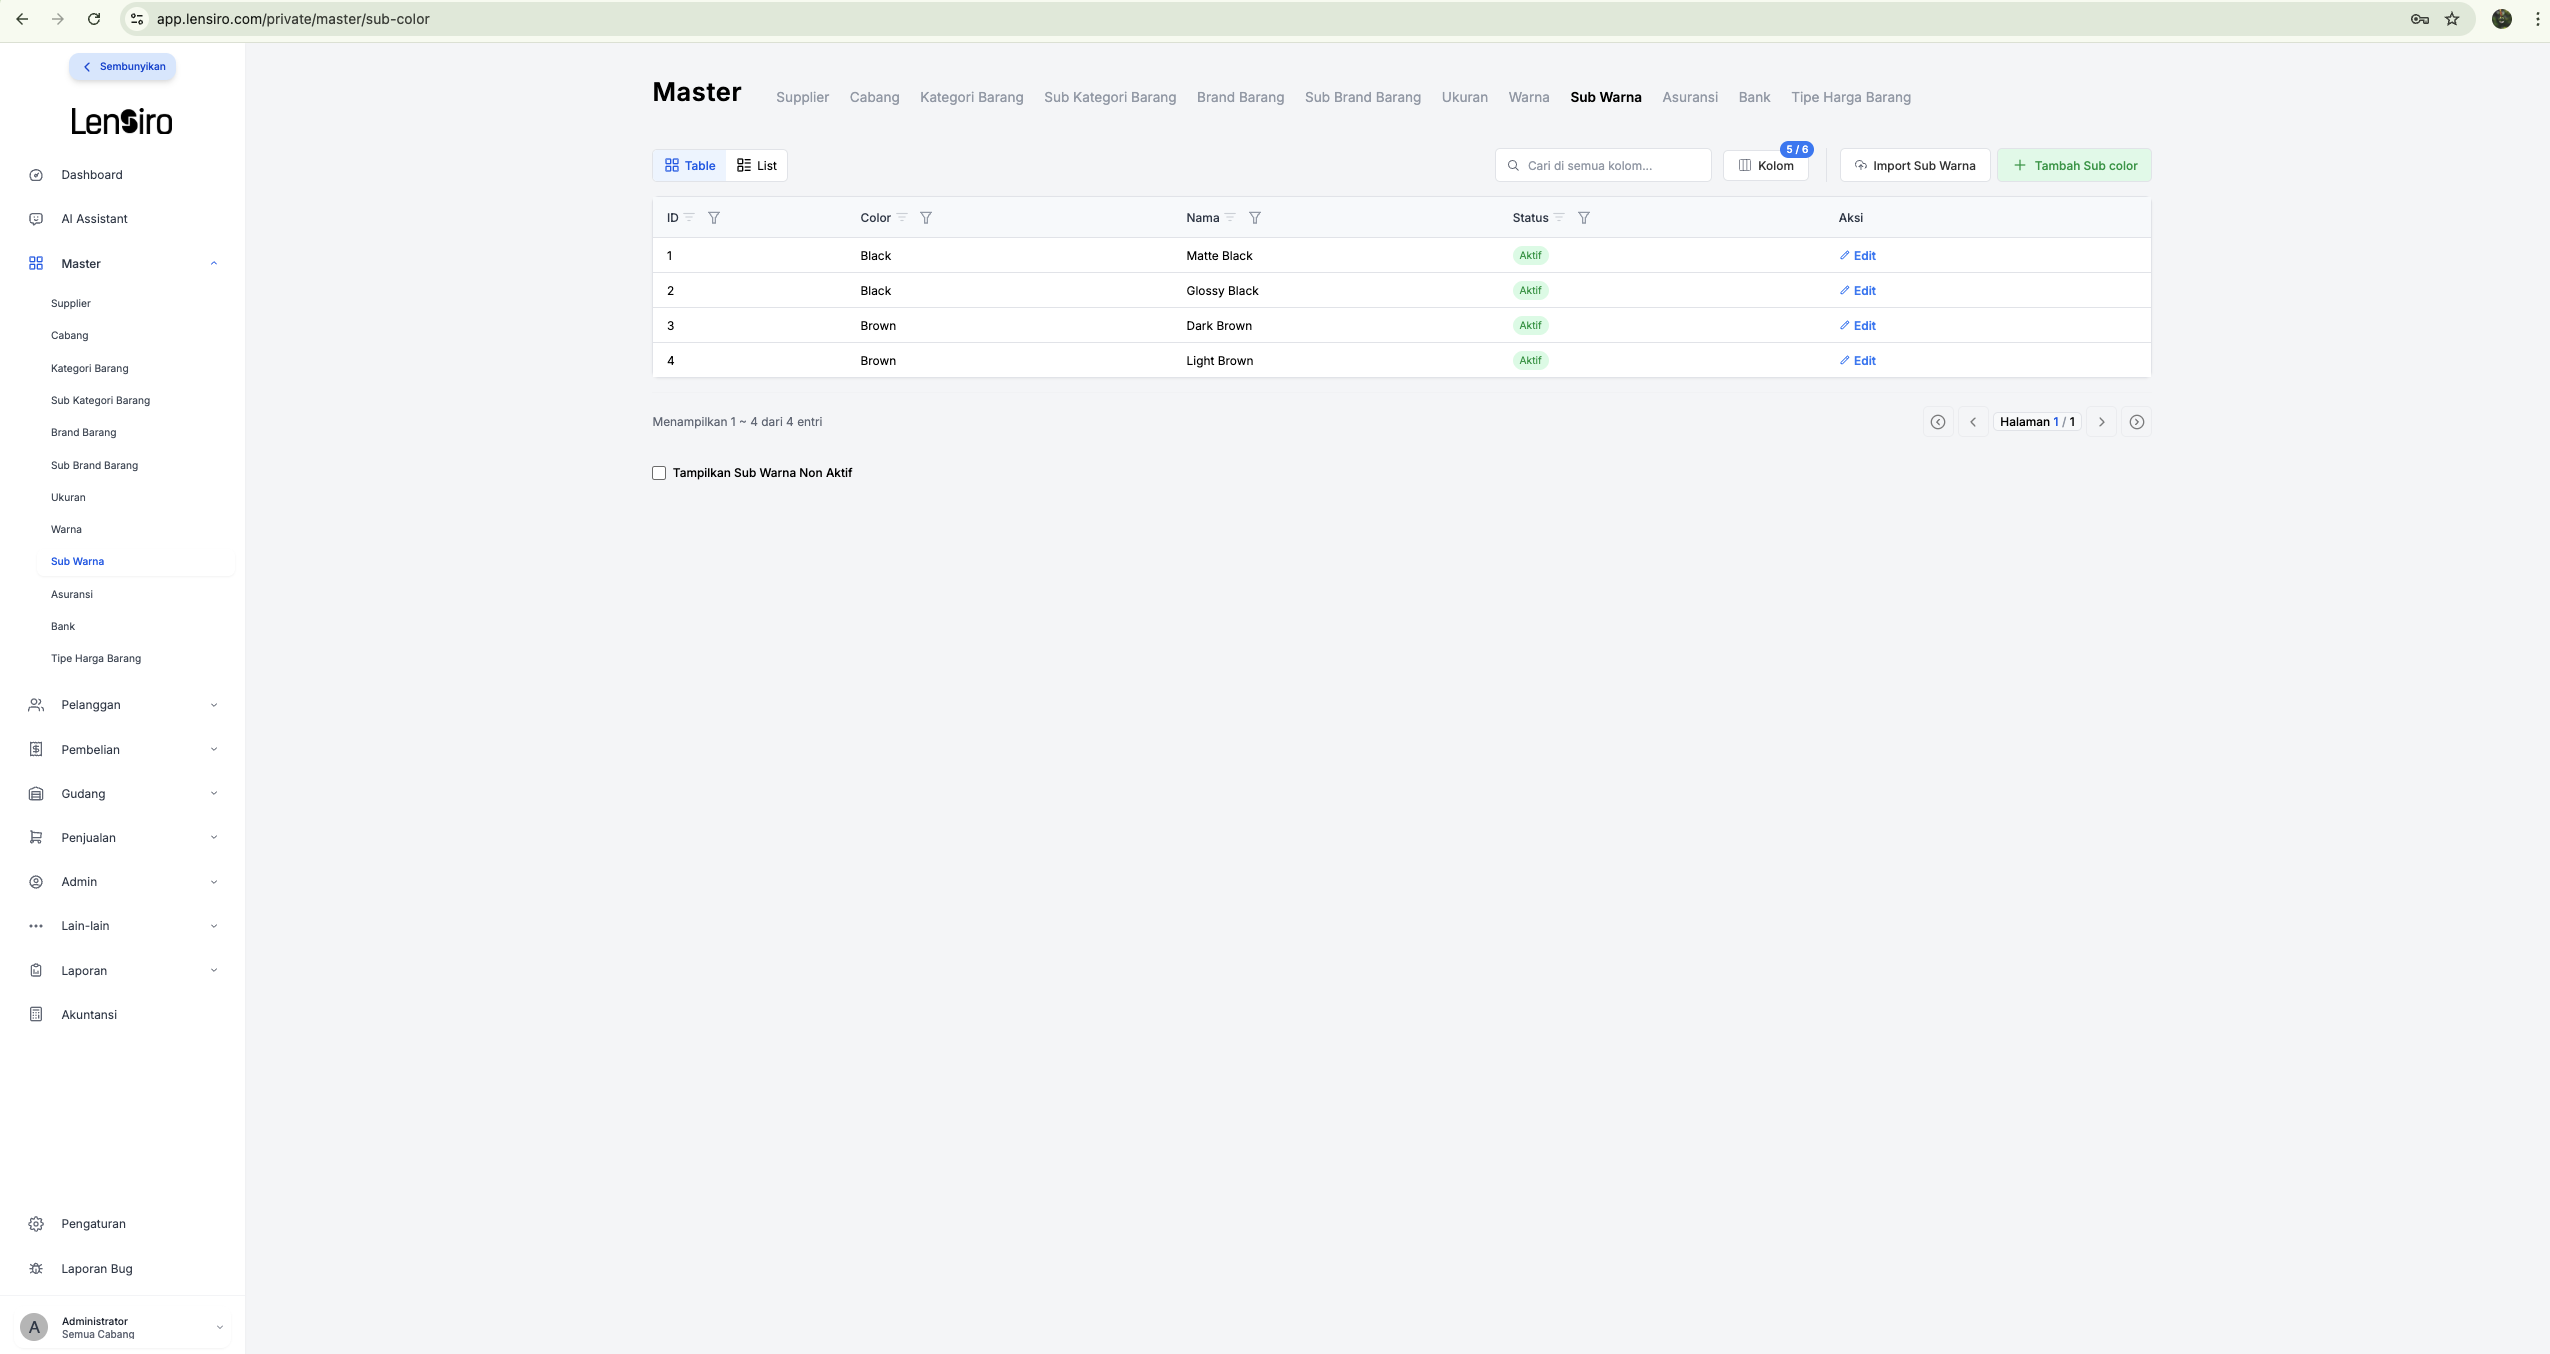 app.lensiro.com/private/master/sub-color
Sembunyikan
LenSiro
Dashboard
AI Assistant
Master
Supplier
Cabang
Kategori Barang
Sub Kategori Barang
Brand Barang
Sub Brand Barang
Ukuran
Warna
Sub Warna
Asuransi
Bank
Tipe Harga Barang
Pelanggan
Pembelian
Gudang
Penjualan
Admin
Lain-lain
Laporan
Akuntansi
Pengaturan
Laporan Bug
A Administrator
Semua Cabang
Master Supplier Cabang Kategori Barang Sub Kategori Barang Brand Barang Sub Brand Barang Ukuran Warna Sub Warna Asuransi Bank Tipe Harga Barang
Table List Cari di semua kolom... Kolom 5 / 6 Import Sub Warna + Tambah Sub color
ID Color Nama Status Aksi
1 Black Matte Black Aktif Edit
2 Black Glossy Black Aktif Edit
3 Brown Dark Brown Aktif Edit
4 Brown Light Brown Aktif Edit
Menampilkan 1 ~ 4 dari 4 entri Halaman 1 / 1
Tampilkan Sub Warna Non Aktif